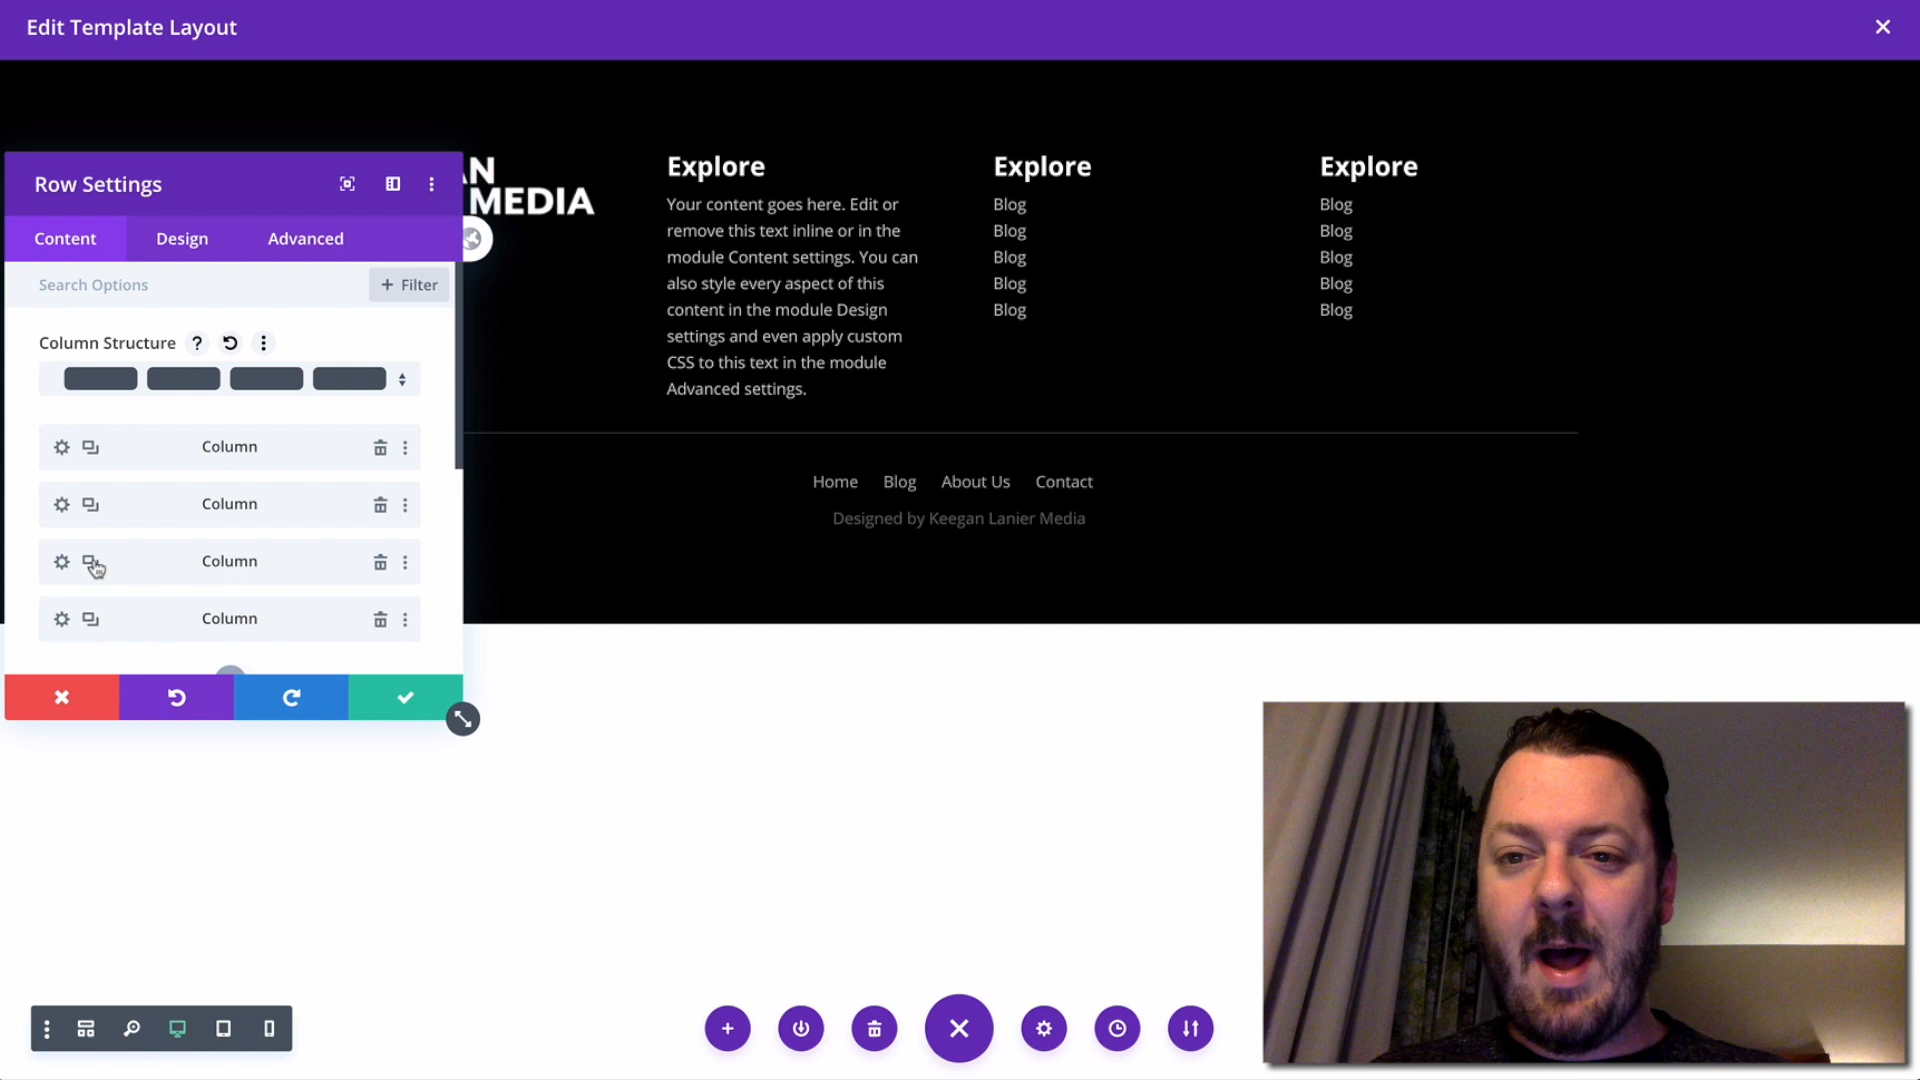 Edit Template Layout
Row Settings
Content
Design
Advanced
Search Options
+ Filter
Column Structure
?
Column
Column
Column
Column
AN
MEDIA
Explore
Your content goes here. Edit or
remove this text inline or in the
module Content settings. You can
also style every aspect of this
content in the module Design
settings and even apply custom
CSS to this text in the module
Advanced settings.
Explore
Blog
Blog
Blog
Blog
Blog
Explore
Blog
Blog
Blog
Blog
Blog
Home Blog About Us Contact
Designed by Keegan Lanier Media